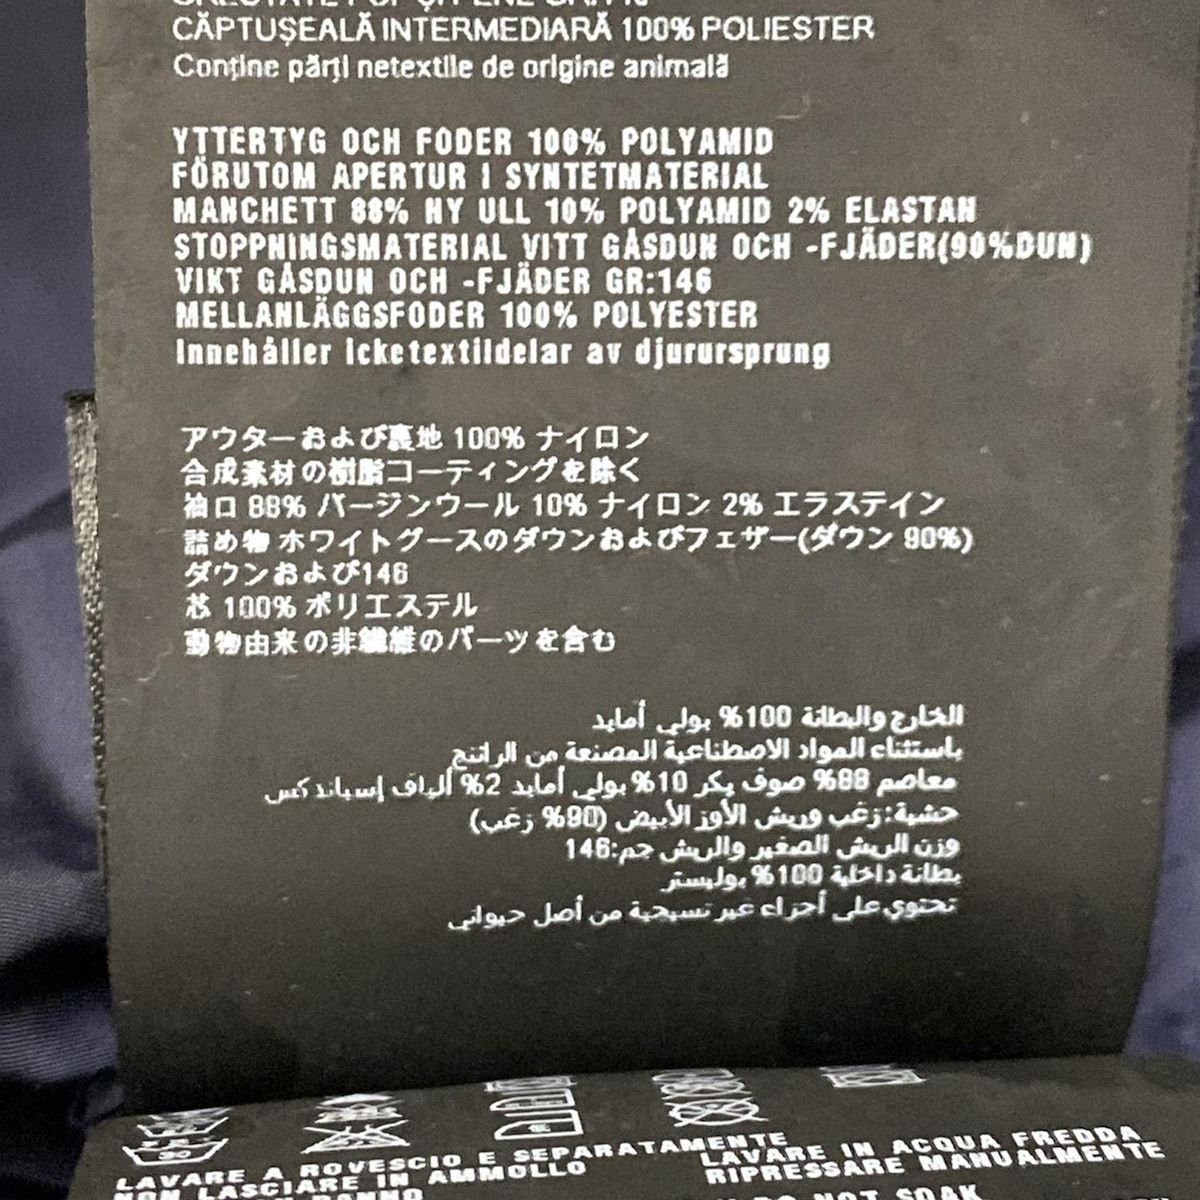 CĂPTUȘEALĂ INTERMEDIARĂ 100% POLIESTER
Conține părți netextile de origine animală
YTTERTYG OCH FODER 100% POLYAMID
FÖRUTOM APERTUR I SYNTETMATERIAL
MANCHETT 88% NY ULL 10% POLYAMID 2% ELASTAN
STOPPNINGSMATERIAL VITT GÅSDUN OCH -FJÄDER(90%DUN)
VIKT GÅSDUN OCH -FJÄDER GR:146
MELLANLÄGGSFODER 100% POLYESTER
Innehåller icketextildelar av djurursprung
アウターおよび裏地 100% ナイロン
合成素材の樹脂コーティングを除く
袖口 88% バージンウール 10% ナイロン 2% エラステイン
詰め物 ホワイトグースのダウンおよびフェザー(ダウン 90%)
ダウンおよび146
芯 100% ポリエステル
動物由来の非繊維のパーツを含む
الخارج والبطانة 100% بولي أمايد
باستثناء المواد الاصطناعية المصنعة من الراتنج
معاصم 88% صوف بكر 10% بولي أمايد 2% ألياف إسباندكس
حشية:زغب وريش الأوز الأبيض (90% زغب)
وزن الريش الصغير والريش جم:146
بطانة داخلية 100% بوليستر
تحتوي على أجزاء غير نسيجية من أصل حيواني
30
LAVARE A ROVESCIO E SEPARATAMENTE
LAVARE IN ACQUA FREDDA
NON LASCIARE IN AMMOLLO
RIPRESSARE MANUALMENTE
DO NOT SOAK